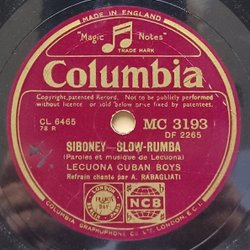 MADE IN ENGLAND
"Magic Notes"
TRADE MARK
Columbia
Copyright, patented Record. Not to be publicly performed
without licence or sold below price fixed by patentees.
CL 6465
78 R
MC 3193
DF 2265
SIBONEY—SLOW-RUMBA
(Paroles et musique de Lecuona)
LECUONA CUBAN BOYS
Refrain chanté par A. RABAGLIATI
LONDON
NCB
COLUMBIA GRAPHOPHONE CO LTD. LONDON, E.C.1.